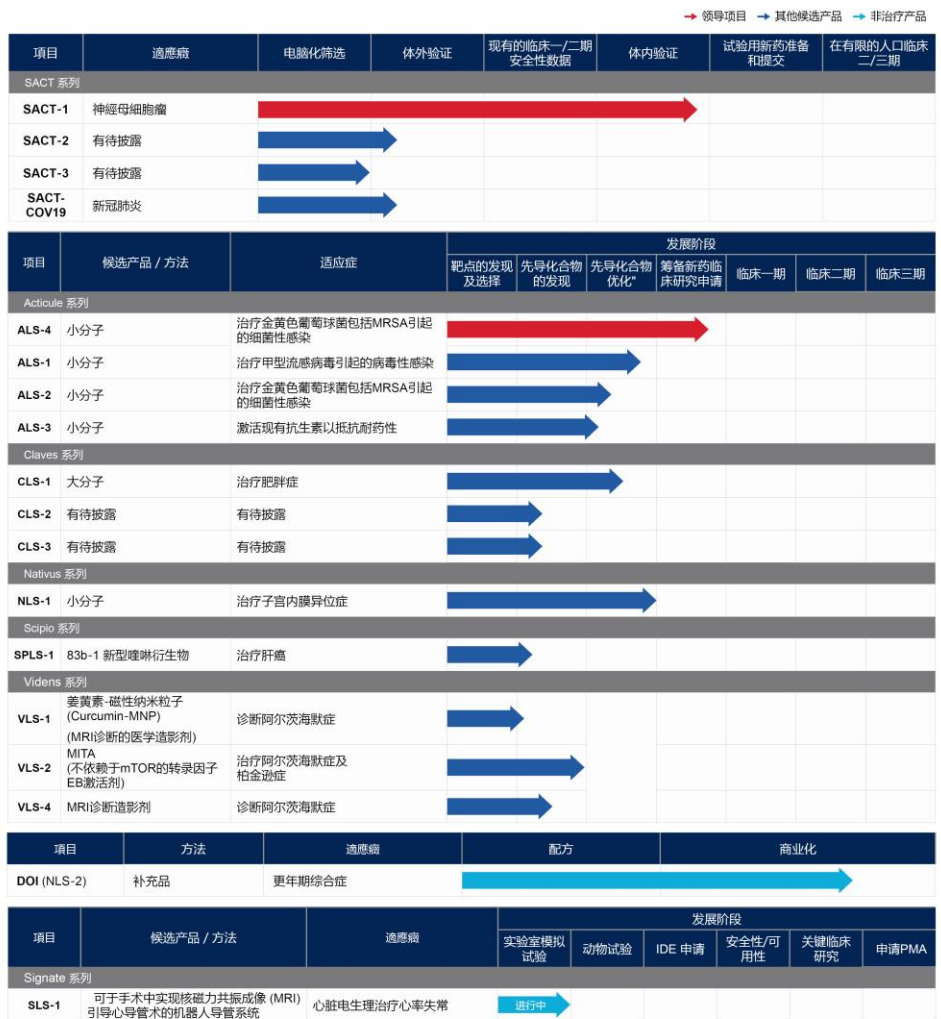 领导项目 其他候选产品 非治疗产品
項目 適應癥 电脑化筛选 体外验证 现有的临床一/二期安全性数据 体内验证 试验用新药准备和提交 在有限的人口临床二/三期
SACT 系列
SACT-1 神經母細胞瘤
SACT-2 有待披露
SACT-3 有待披露
SACT-COV19 新冠肺炎
项目 候选产品 / 方法 适应症 发展阶段
靶点的发现及选择 先导化合物的发现 先导化合物优化" 筹备新药临床研究申请 临床一期 临床二期 临床三期
Acticule 系列
ALS-4 小分子 治疗金黄色葡萄球菌包括MRSA引起的细菌性感染
ALS-1 小分子 治疗甲型流感病毒引起的病毒性感染
ALS-2 小分子 治疗金黄色葡萄球菌包括MRSA引起的细菌性感染
ALS-3 小分子 激活现有抗生素以抵抗耐药性
Claves 系列
CLS-1 大分子 治疗肥胖症
CLS-2 有待披露 有待披露
CLS-3 有待披露 有待披露
Nativus 系列
NLS-1 小分子 治疗子宫内膜异位症
Scipio 系列
SPLS-1 83b-1 新型喹啉衍生物 治疗肝癌
Videns 系列
VLS-1 姜黄素-磁性纳米粒子
(Curcumin-MNP)
(MRI诊断的医学造影剂) 诊断阿尔茨海默症
VLS-2 MITA
(不依赖于mTOR的转录因子
EB激活剂) 治疗阿尔茨海默症及
柏金逊症
VLS-4 MRI诊断造影剂 诊断阿尔茨海默症
項目 方法 適應癥 配方 商业化
DOI (NLS-2) 补充品 更年期综合症
項目 候选产品 / 方法 適應癥 发展阶段
实验室模拟试验 动物试验 IDE 申请 安全性/可用性 关键临床研究 申请PMA
Signate 系列
SLS-1 可于手术中实现核磁力共振成像 (MRI)
引导心导管术的机器人导管系统 心脏电生理治疗心率失常 进行中